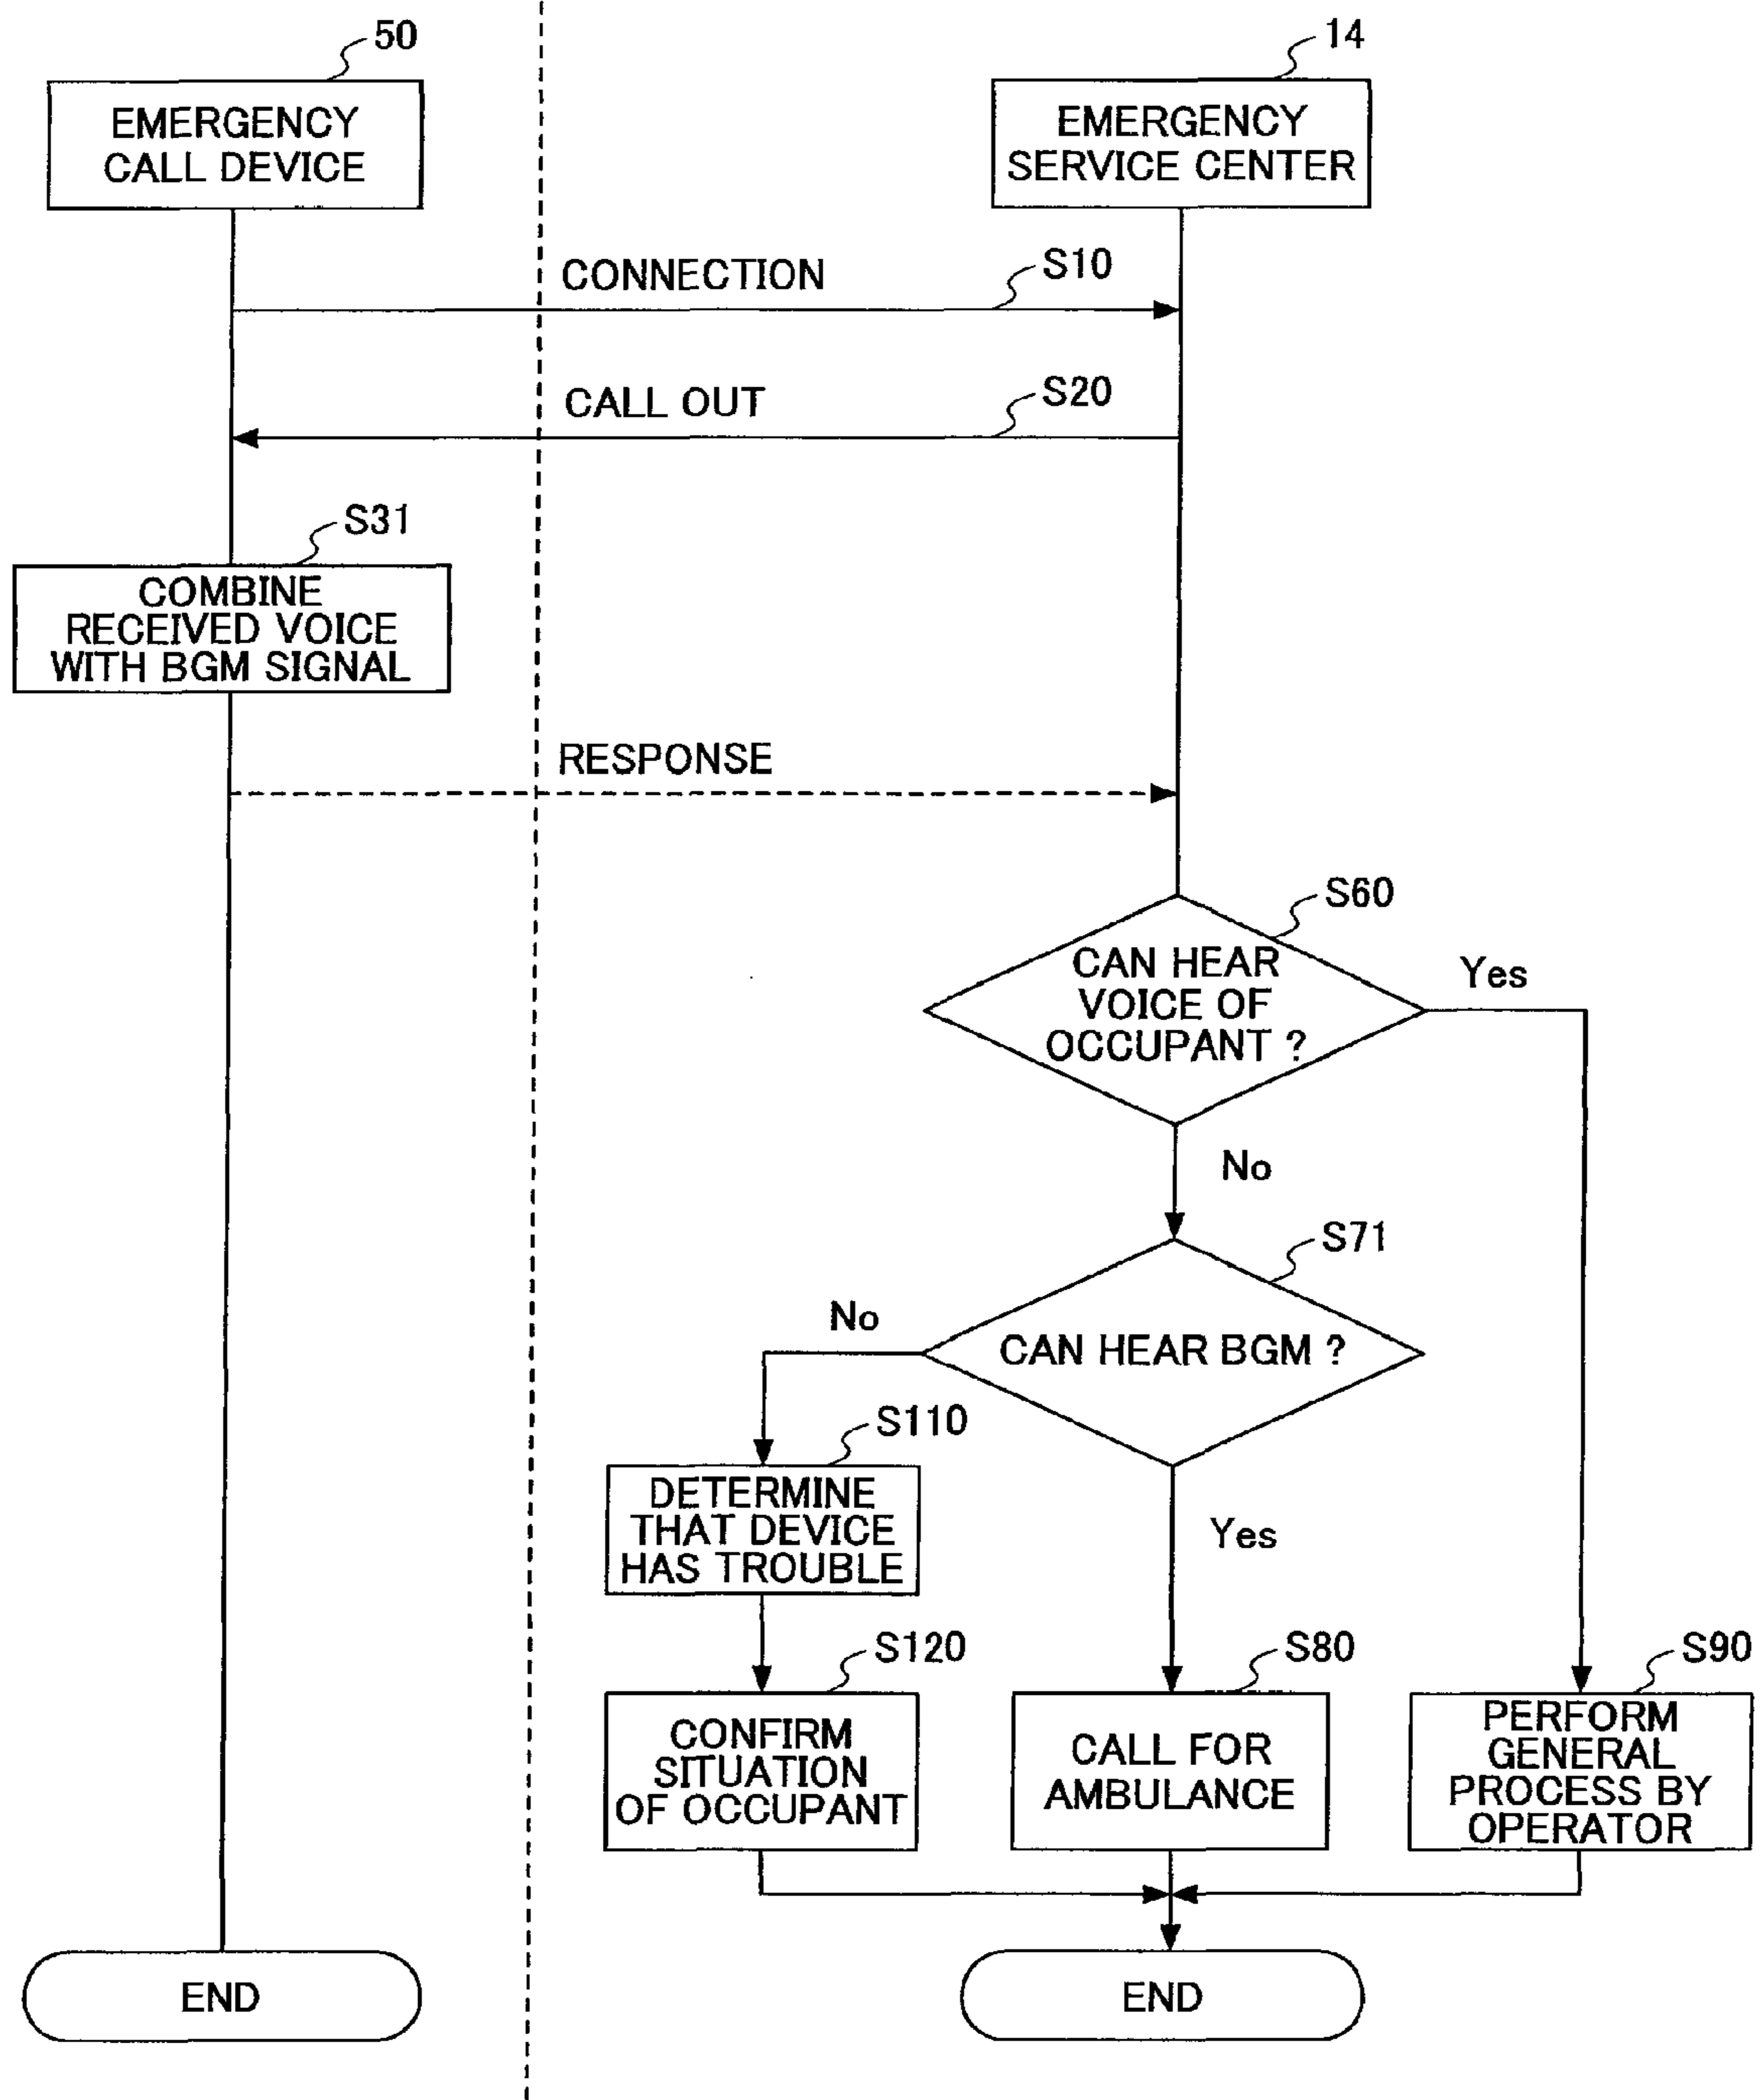 50
14
EMERGENCY
CALL DEVICE
EMERGENCY
SERVICE CENTER
CONNECTION
S10
CALL OUT
S20
S31
COMBINE
RECEIVED VOICE
WITH BGM SIGNAL
RESPONSE
S60
CAN HEAR
VOICE OF
OCCUPANT ?
Yes
No
S71
No
CAN HEAR BGM ?
S110
DETERMINE
THAT DEVICE
HAS TROUBLE
Yes
S120
S80
S90
CONFIRM
SITUATION
OF OCCUPANT
CALL FOR
AMBULANCE
PERFORM
GENERAL
PROCESS BY
OPERATOR
END
END